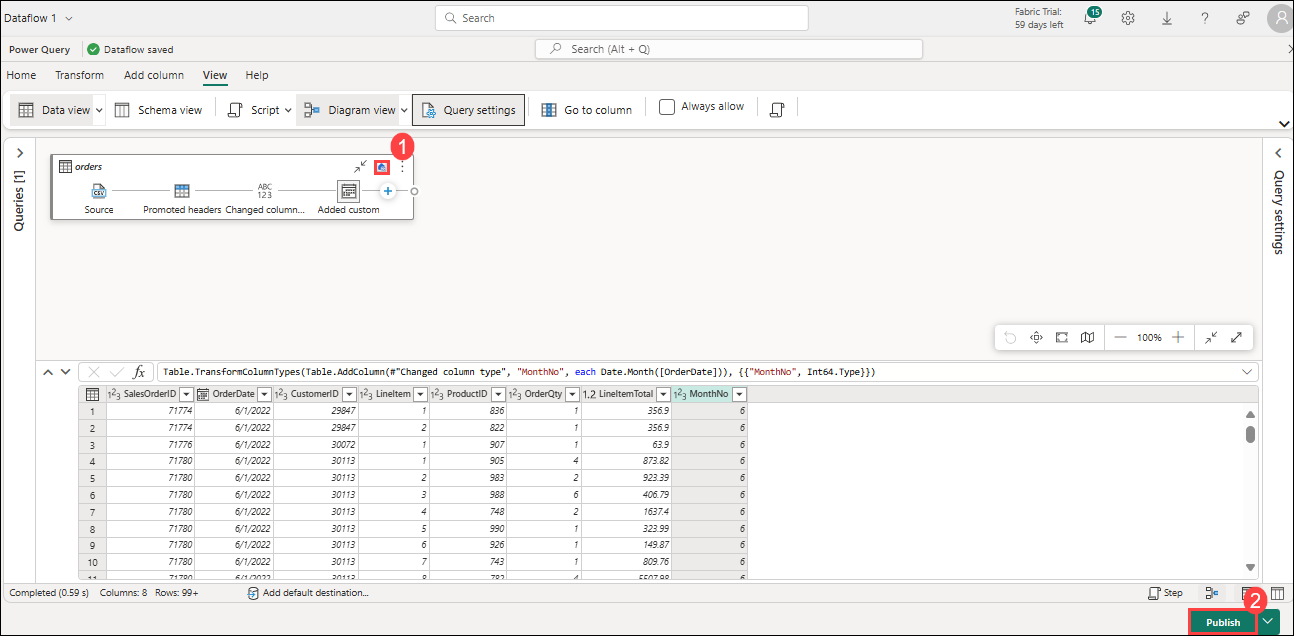 Dataflow 1
Search
Fabric Trial:
59 days left
15
Power Query
Dataflow saved
Search (Alt + Q)
Home Transform Add column View Help
Data view Schema view Script Diagram view Query settings Go to column Always allow
1
Queries [1]
orders
ABC
123
CSV
Source Promoted headers Changed column... Added custom
Query settings
100%
fx Table.TransformColumnTypes(Table.AddColumn(#"Changed column type", "MonthNo", each Date.Month([OrderDate])), {{"MonthNo", Int64.Type}})
123 SalesOrderID OrderDate 123 CustomerID 123 LineItem 123 ProductID 123 OrderQty 1.2 LineItemTotal 123 MonthNo
1 71774 6/1/2022 29847 1 836 1 356.9 6
2 71774 6/1/2022 29847 2 822 1 356.9 6
3 71776 6/1/2022 30072 1 907 1 63.9 6
4 71780 6/1/2022 30113 1 905 4 873.82 6
5 71780 6/1/2022 30113 2 983 2 923.39 6
6 71780 6/1/2022 30113 3 988 6 406.79 6
7 71780 6/1/2022 30113 4 748 2 1637.4 6
8 71780 6/1/2022 30113 5 990 1 323.99 6
9 71780 6/1/2022 30113 6 926 1 149.87 6
10 71780 6/1/2022 30113 7 743 1 809.76 6
11 71780 6/1/2022 30113 8 782 4 5507.98 6
Completed (0.59 s) Columns: 8 Rows: 99+ Add default destination... Step
2
Publish